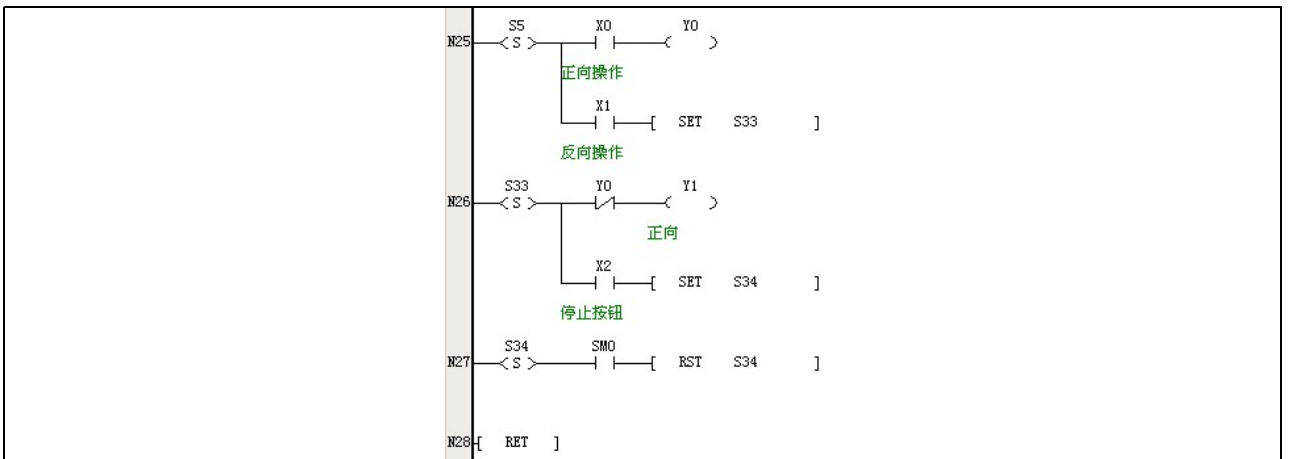 S5 X0 Y0
N25 < S > ( )
正向操作
X1
[ SET S33 ]
反向操作
S33 Y0 Y1
N26 < S > ( )
正向
X2
[ SET S34 ]
停止按钮
S34 SM0
N27 < S > [ RST S34 ]
N28 [ RET ]